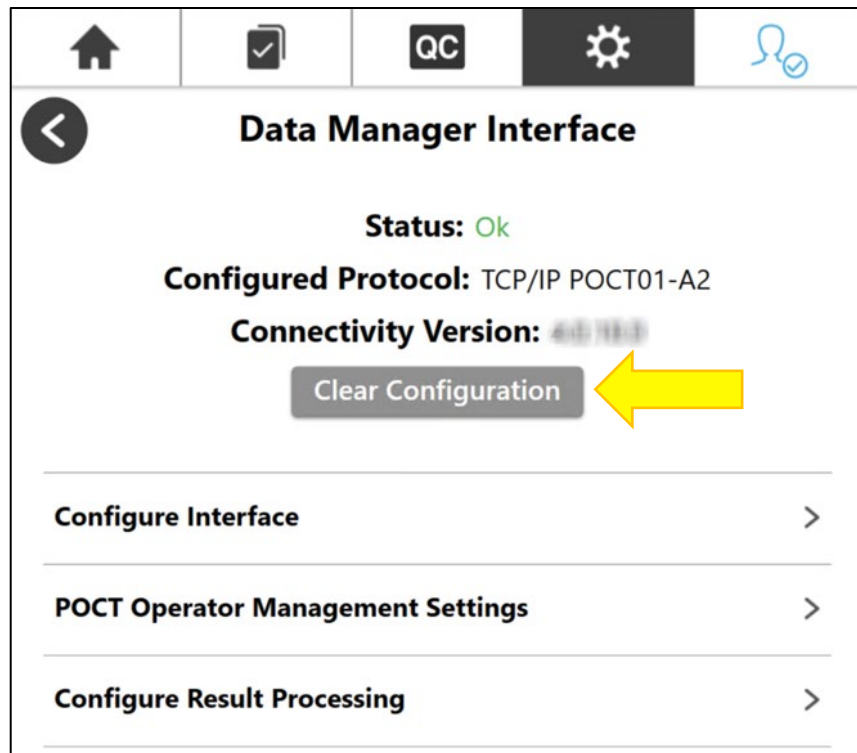 QC
Data Manager Interface
Status: Ok
Configured Protocol: TCP/IP POCT01-A2
Connectivity Version:
Clear Configuration
Configure Interface
POCT Operator Management Settings
Configure Result Processing